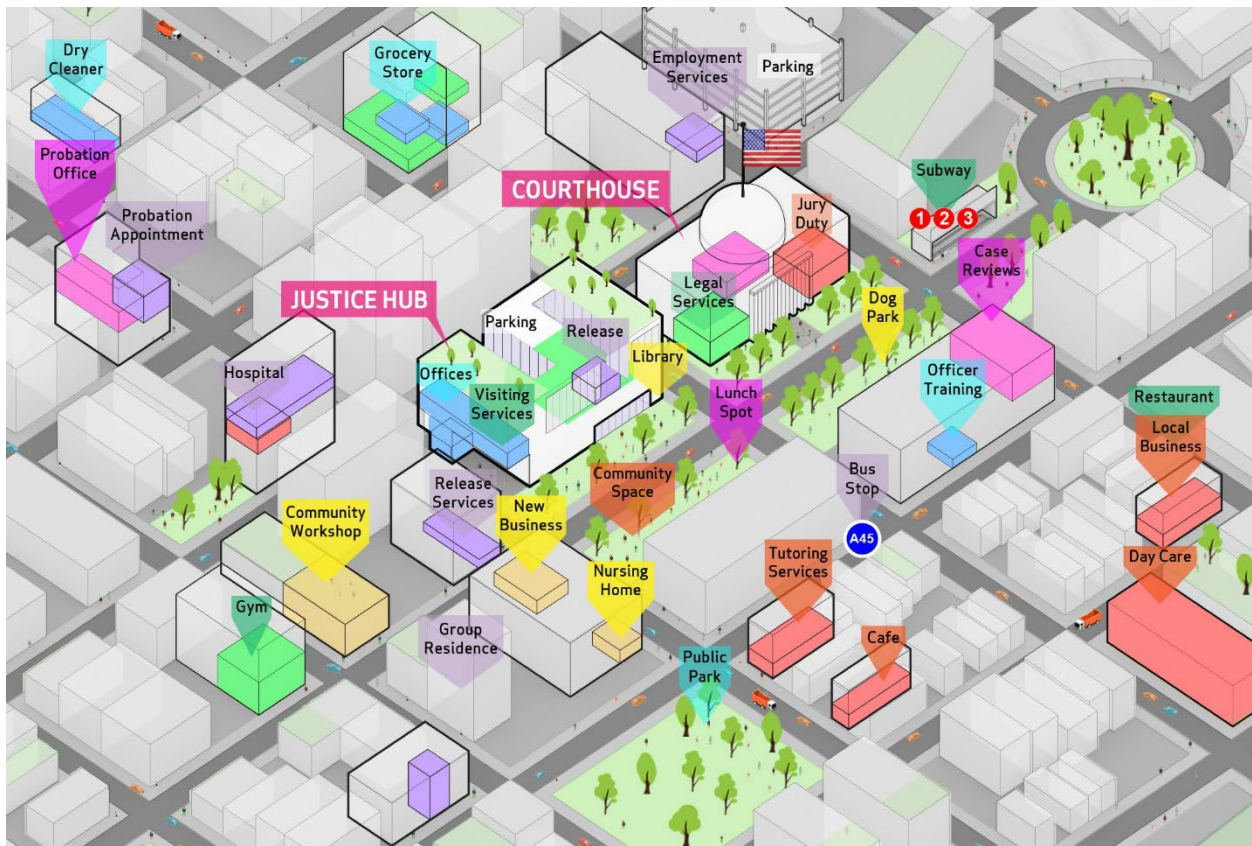 Dry
Cleaner
Grocery
Store
Employment
Services
Parking
Probation
Office
Probation
Appointment
COURTHOUSE
Jury
Duty
Subway
1 2 3
Case
Reviews
Legal
Services
Dog
Park
JUSTICE HUB
Parking
Release
Library
Hospital
Offices
Visiting
Services
Lunch
Spot
Officer
Training
Restaurant
Local
Business
Release
Services
Community
Space
Bus
Stop
A45
Community
Workshop
New
Business
Nursing
Home
Tutoring
Services
Day Care
Gym
Group
Residence
Cafe
Public
Park